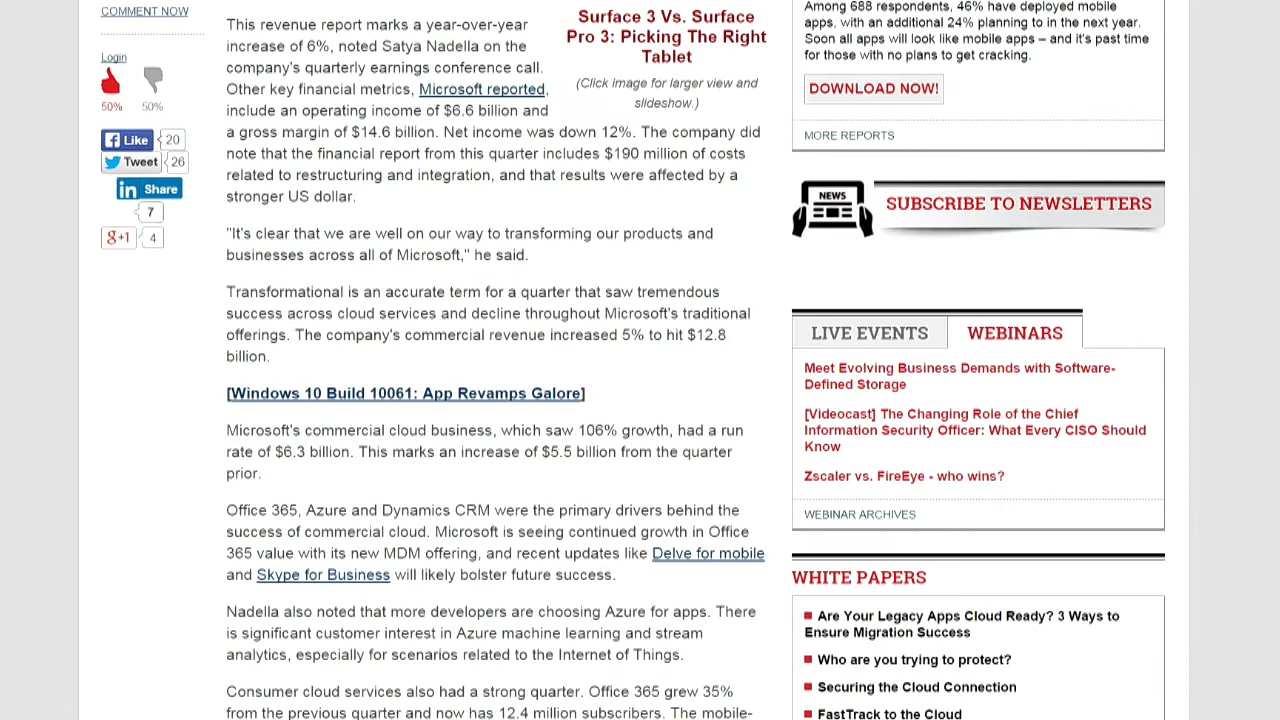 COMMENT NOW
Login
50% 50%
Like 20
Tweet 26
in Share
7
g+1 4
This revenue report marks a year-over-year
increase of 6%, noted Satya Nadella on the
company's quarterly earnings conference call.
Other key financial metrics, Microsoft reported,
include an operating income of $6.6 billion and
a gross margin of $14.6 billion. Net income was down 12%. The company did
note that the financial report from this quarter includes $190 million of costs
related to restructuring and integration, and that results were affected by a
stronger US dollar.
Surface 3 Vs. Surface
Pro 3: Picking The Right
Tablet
(Click image for larger view and
slideshow.)
"It's clear that we are well on our way to transforming our products and
businesses across all of Microsoft," he said.
Transformational is an accurate term for a quarter that saw tremendous
success across cloud services and decline throughout Microsoft's traditional
offerings. The company's commercial revenue increased 5% to hit $12.8
billion.
[Windows 10 Build 10061: App Revamps Galore]
Microsoft's commercial cloud business, which saw 106% growth, had a run
rate of $6.3 billion. This marks an increase of $5.5 billion from the quarter
prior.
Office 365, Azure and Dynamics CRM were the primary drivers behind the
success of commercial cloud. Microsoft is seeing continued growth in Office
365 value with its new MDM offering, and recent updates like Delve for mobile
and Skype for Business will likely bolster future success.
Nadella also noted that more developers are choosing Azure for apps. There
is significant customer interest in Azure machine learning and stream
analytics, especially for scenarios related to the Internet of Things.
Consumer cloud services also had a strong quarter. Office 365 grew 35%
from the previous quarter and now has 12.4 million subscribers. The mobile-
Among 688 respondents, 46% have deployed mobile
apps, with an additional 24% planning to in the next year.
Soon all apps will look like mobile apps – and it's past time
for those with no plans to get cracking.
DOWNLOAD NOW!
MORE REPORTS
NEWS
SUBSCRIBE TO NEWSLETTERS
LIVE EVENTS WEBINARS
Meet Evolving Business Demands with Software-
Defined Storage
[Videocast] The Changing Role of the Chief
Information Security Officer: What Every CISO Should
Know
Zscaler vs. FireEye - who wins?
WEBINAR ARCHIVES
WHITE PAPERS
Are Your Legacy Apps Cloud Ready? 3 Ways to
Ensure Migration Success
Who are you trying to protect?
Securing the Cloud Connection
FastTrack to the Cloud